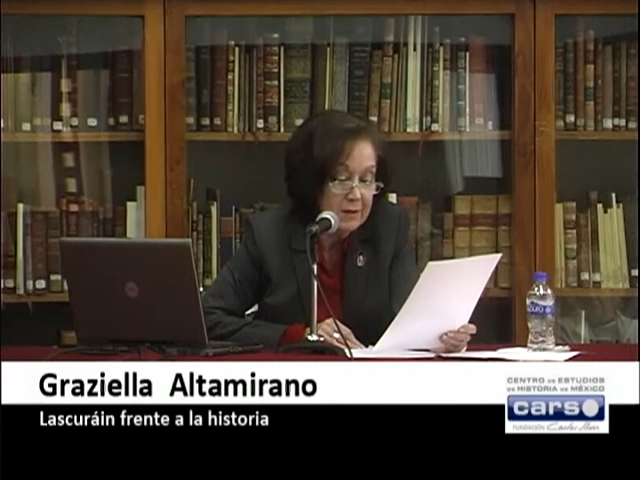 Graziella Altamirano
Lascuráin frente a la historia
CENTRO DE ESTUDIOS
DE HISTORIA DE MÉXICO
carso
FUNDACIÓN Carlos Slim